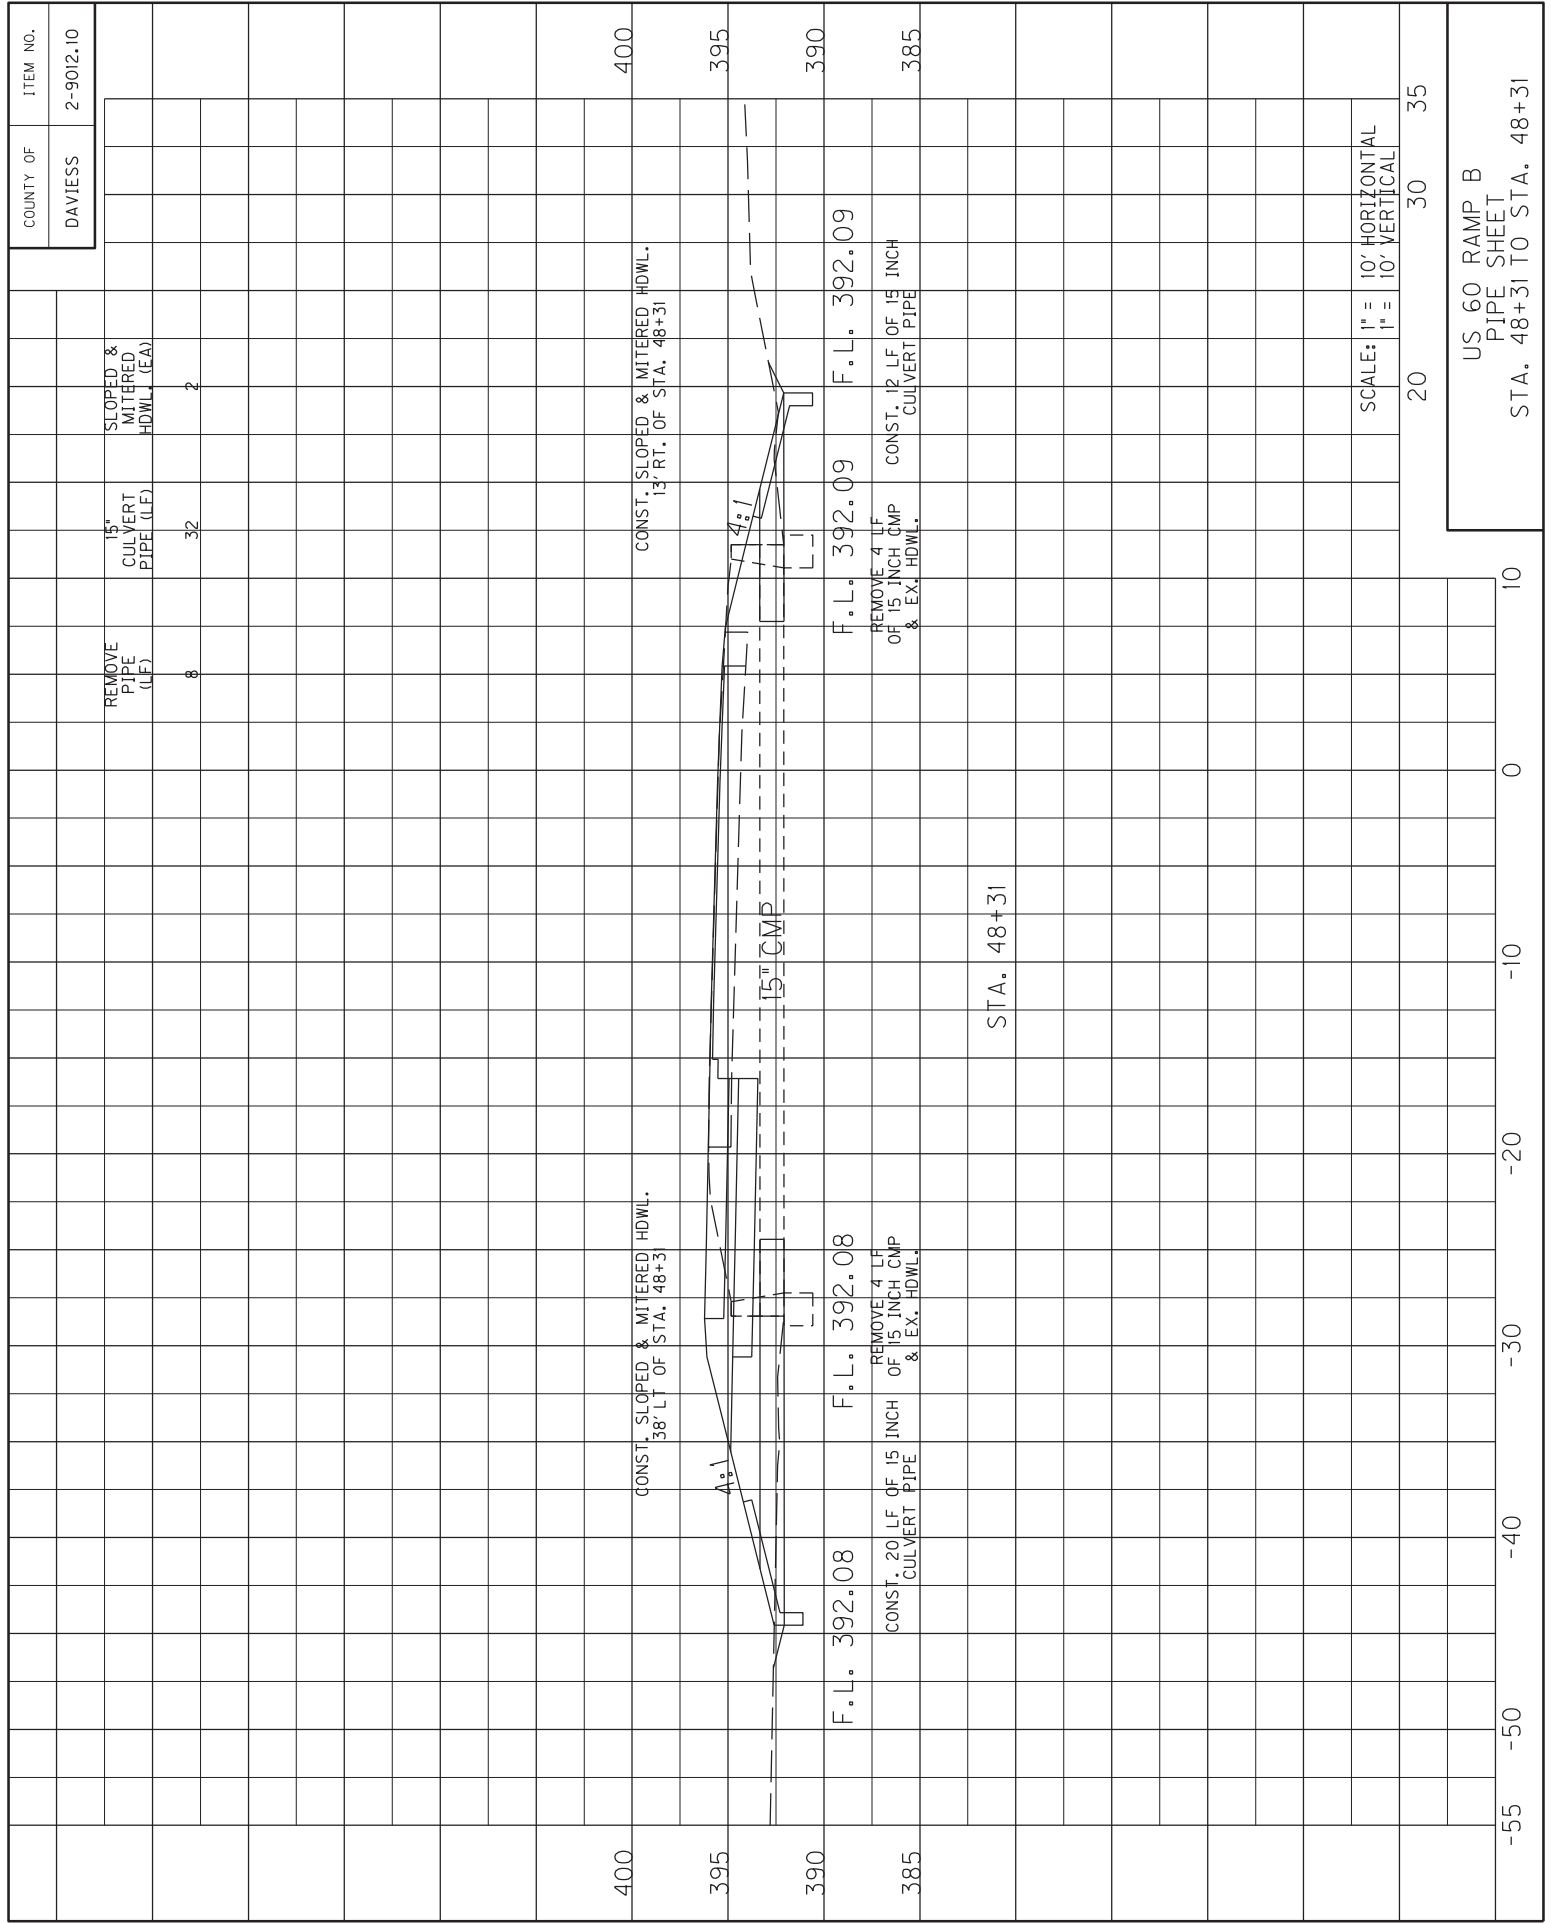 COUNTY OF
ITEM NO.
DAVIESS
2-9012.10
REMOVE
PIPE
(LF)
15"
CULVERT
PIPE (LF)
SLOPED &
MITERED
HDWL. (EA)
8
32
2
400
400
395
395
390
390
385
385
CONST. SLOPED & MITERED HDWL.
38' LT OF STA. 48+31
CONST. SLOPED & MITERED HDWL.
13' RT. OF STA. 48+31
4:1
4:1
15" CMP
F.L. 392.08
F.L. 392.08
F.L. 392.09
F.L. 392.09
CONST. 20 LF OF 15 INCH
CULVERT PIPE
REMOVE 4 LF
OF 15 INCH CMP
& EX. HDWL.
REMOVE 4 LF
OF 15 INCH CMP
& EX. HDWL.
CONST. 12 LF OF 15 INCH
CULVERT PIPE
STA. 48+31
SCALE: 1" = 10' HORIZONTAL
1" = 10' VERTICAL
-55
-50
-40
-30
-20
-10
0
10
20
30
35
US 60 RAMP B
PIPE SHEET
STA. 48+31 TO STA. 48+31